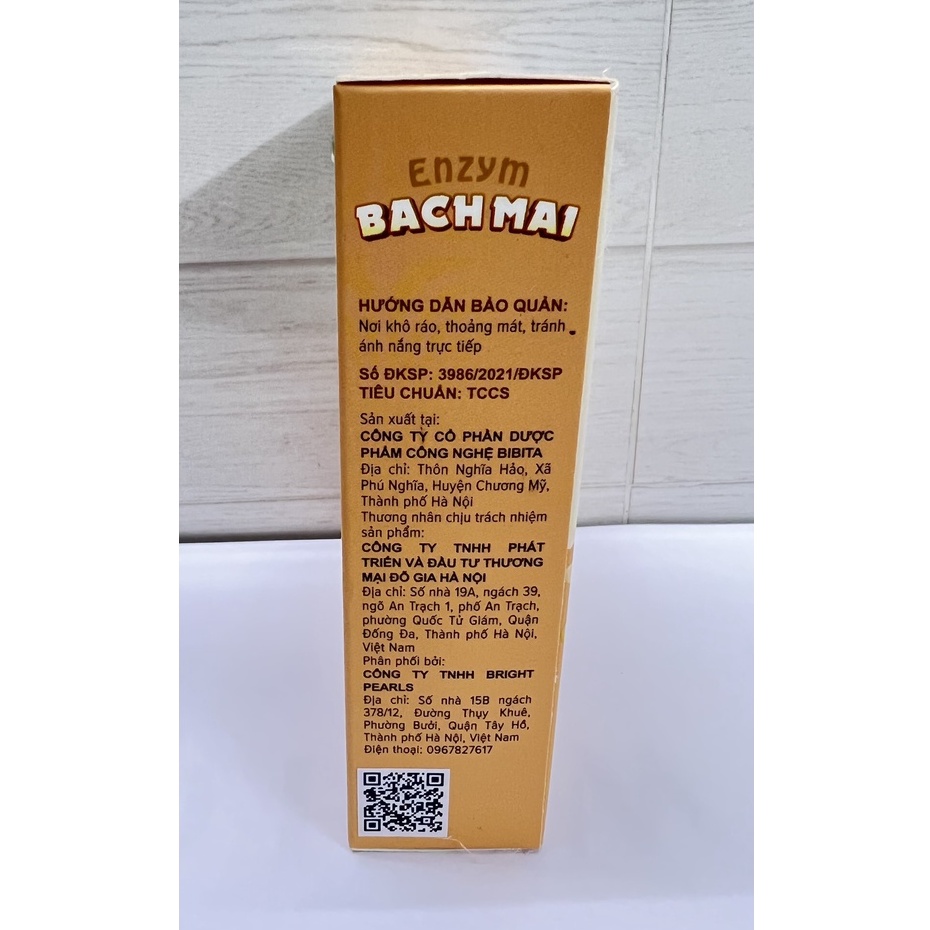 Enzym
BACH MAI
HƯỚNG DẪN BẢO QUẢN:
Nơi khô ráo, thoảng mát, tránh
ánh nắng trực tiếp
Số ĐKSP: 3986/2021/ĐKSP
TIÊU CHUẨN: TCCS
Sản xuất tại:
CÔNG TỶ CỔ PHẦN DƯỢC
PHẨM CÔNG NGHỆ BIBITA
Địa chỉ: Thôn Nghĩa Hảo, Xã
Phú Nghĩa, Huyện Chương Mỹ,
Thành phố Hà Nội
Thương nhân chịu trách nhiệm
sản phẩm:
CÔNG TY TNHH PHÁT
TRIỂN VÀ ĐẦU TƯ THƯƠNG
MẠI ĐỖ GIA HÀ NỘI
Địa chỉ: Số nhà 19A, ngách 39,
ngõ An Trạch 1, phố An Trạch,
phường Quốc Tử Giám, Quận
Đống Đa, Thành phố Hà Nội,
Việt Nam
Phân phối bởi:
CÔNG TY TNHH BRIGHT
PEARLS
Địa chỉ: Số nhà 15B ngách
378/12, Đường Thụy Khuê,
Phường Bưởi, Quận Tây Hồ,
Thành phố Hà Nội, Việt Nam
Điện thoại: 0967827617